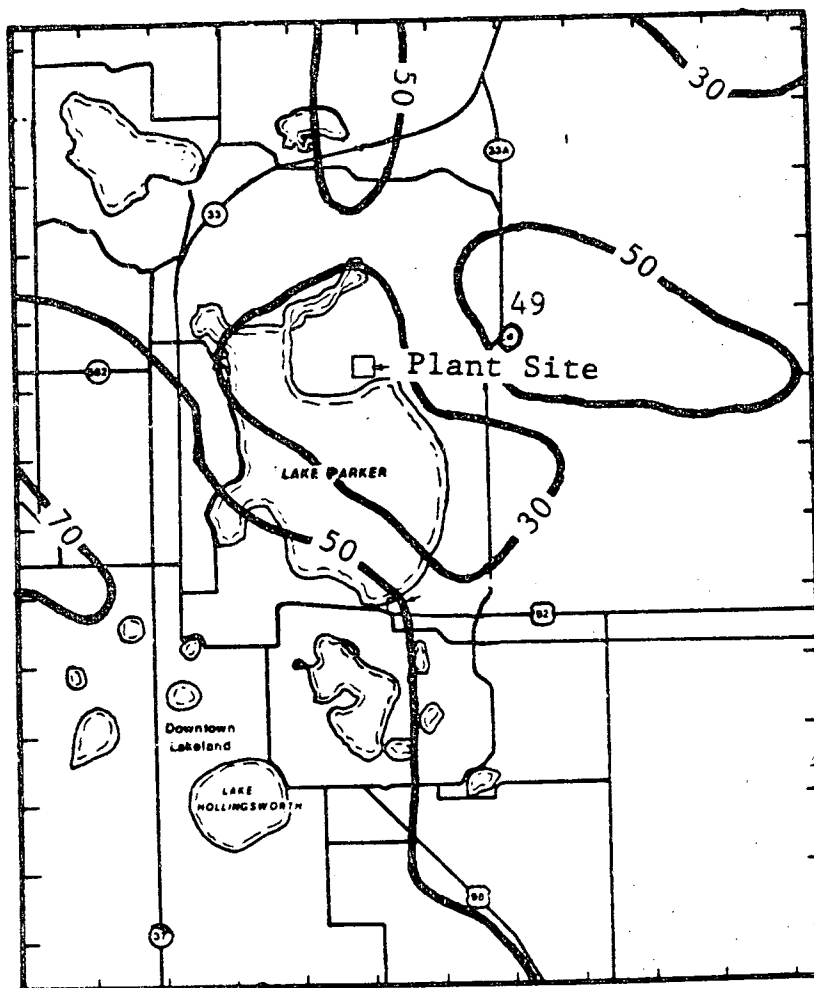 50
30
33A
33
50
49
582
Plant Site
LAKE PARKER
70
30
50
92
Downtown
Lakeland
LAKE
HOLLINGSWORTH
98
37